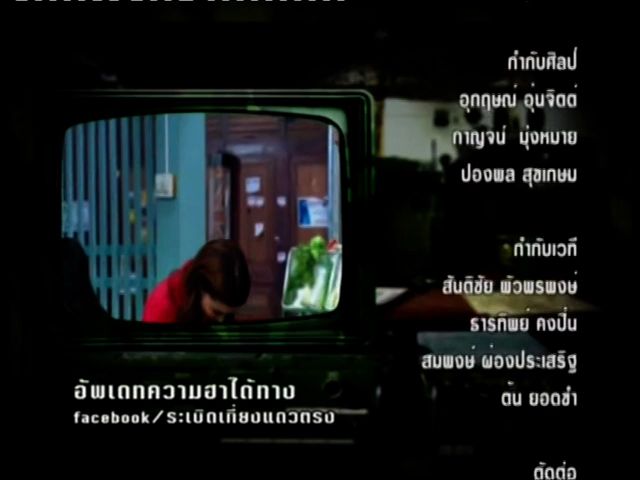 กำกับศิลป์
อุกฤษณ์ อุ่นจิตต์
กาญจน์ มุ่งหมาย
ปองพล สุขเกษม
กำกับเวที
สันติชัย พัวพรพงษ์
ธารทิพย์ คงปั้น
สมพงษ์ ผ่องประเสริฐ
ต้น ยอดขำ
ตัดต่อ
อัพเดทความฮาได้ทาง
facebook/ระเบิดเที่ยงแถวตรง